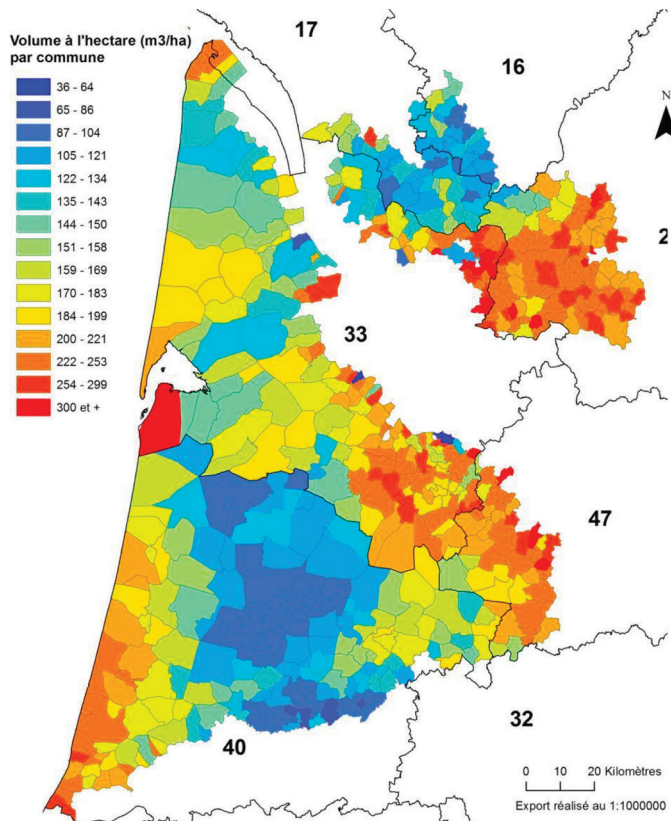 Volume à l'hectare (m3/ha)
par commune
36 - 64
65 - 86
87 - 104
105 - 121
122 - 134
135 - 143
144 - 150
151 - 158
159 - 169
170 - 183
184 - 199
200 - 221
222 - 253
254 - 299
300 et +
17
16
N
2
33
47
32
40
0 10 20 Kilomètres
Export réalisé au 1:1000000